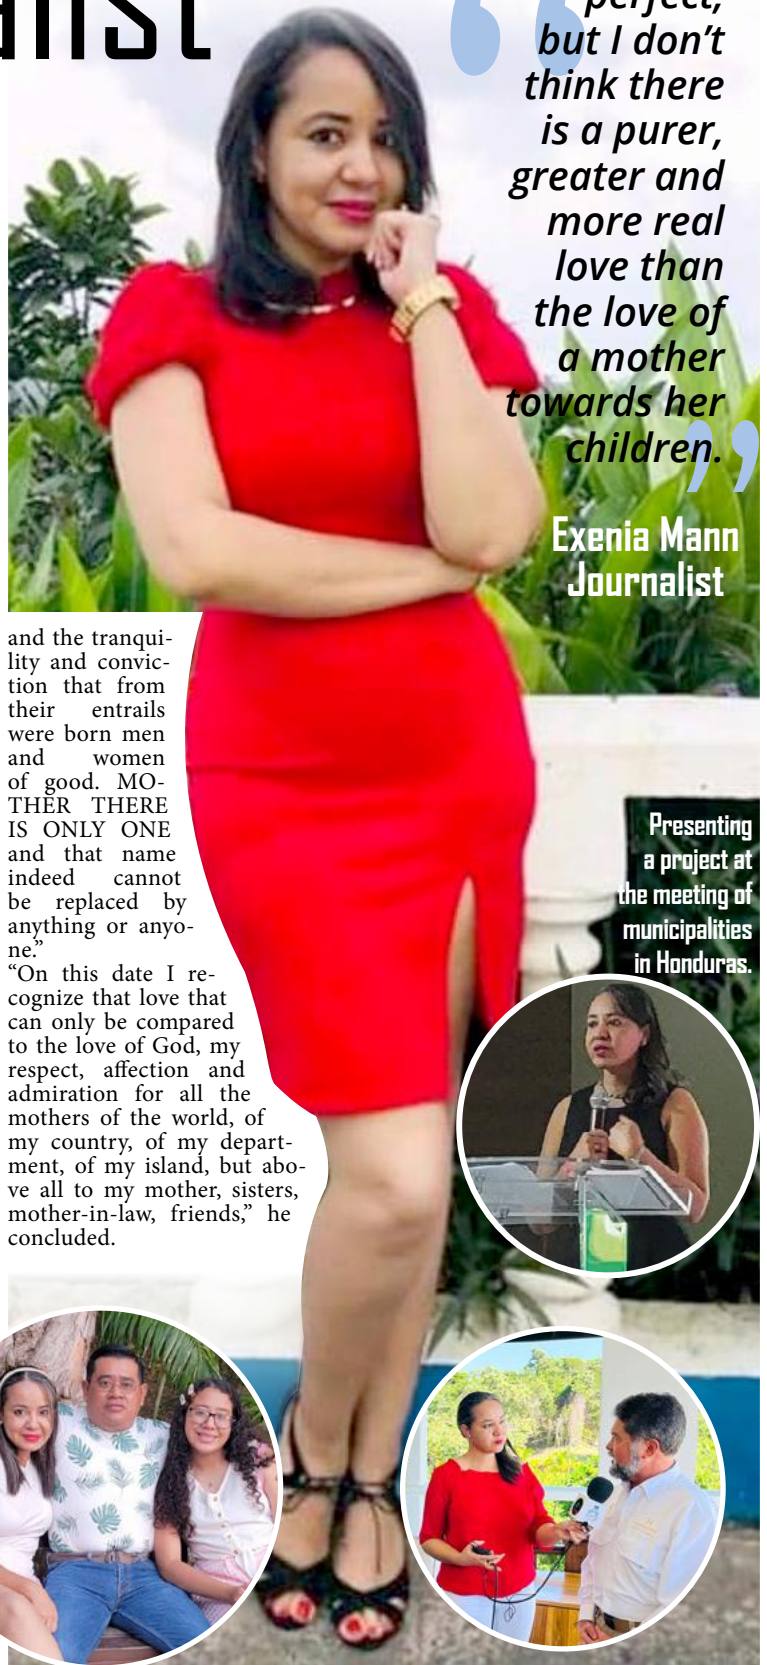 perfect,
but I don't
think there
is a purer,
greater and
more real
love than
the love of
a mother
towards her
children.
”
Exenia Mann
Journalist
and the tranqui-
lity and convic-
tion that from
their entrails
were born men
and women
of good. MO-
THER THERE
IS ONLY ONE
and that name
indeed cannot
be replaced by
anything or anyo-
ne.”
“On this date I re-
cognize that love that
can only be compared
to the love of God, my
respect, affection and
admiration for all the
mothers of the world, of
my country, of my depart-
ment, of my island, but abo-
ve all to my mother, sisters,
mother-in-law, friends,” he
concluded.
Presenting
a project at
the meeting of
municipalities
in Honduras.